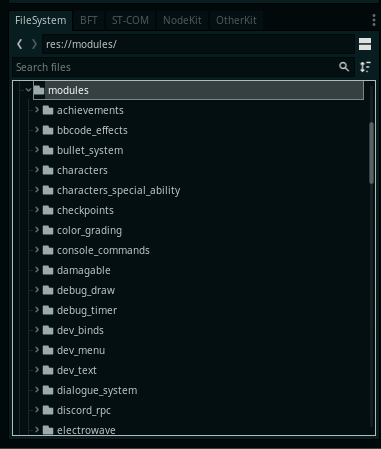 FileSystem BFT ST-COM NodeKit OtherKit
res://modules/
Search files
modules
achievements
bbcode_effects
bullet_system
characters
characters_special_ability
checkpoints
color_grading
console_commands
damagable
debug_draw
debug_timer
dev_binds
dev_menu
dev_text
dialogue_system
discord_rpc
electrowave